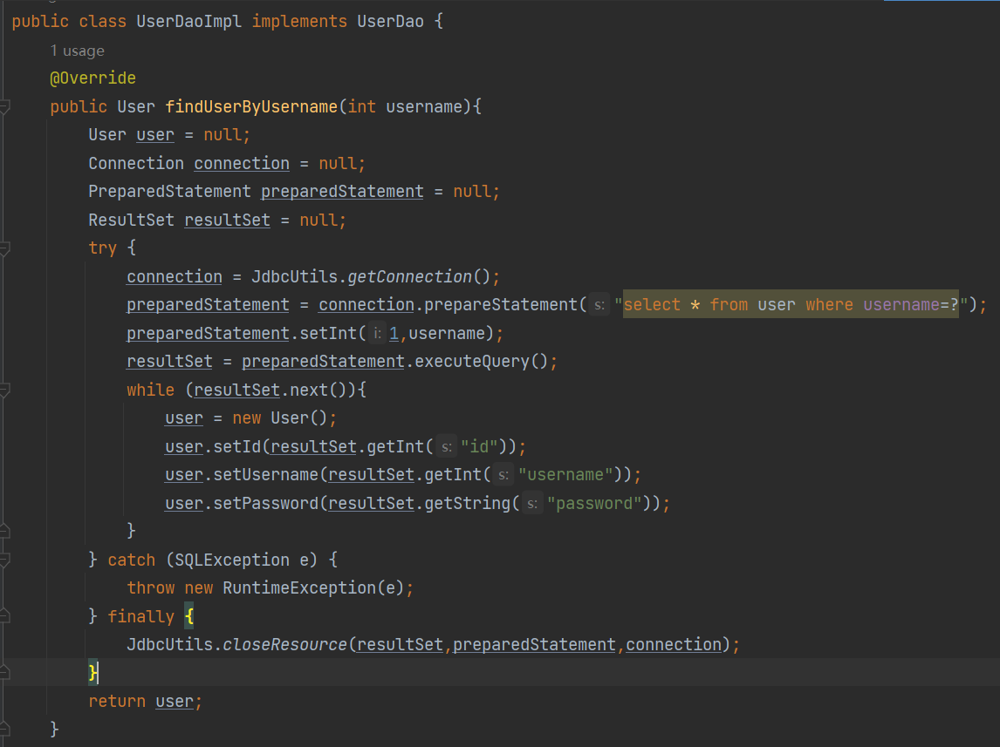 public class UserDaoImpl implements UserDao {
1 usage
@Override
public User findUserByUsername(int username){
User user = null;
Connection connection = null;
PreparedStatement preparedStatement = null;
ResultSet resultSet = null;
try {
connection = JdbcUtils.getConnection();
preparedStatement = connection.prepareStatement( s: "select * from user where username=?");
preparedStatement.setInt( i: 1,username);
resultSet = preparedStatement.executeQuery();
while (resultSet.next()){
user = new User();
user.setId(resultSet.getInt( s: "id"));
user.setUsername(resultSet.getInt( s: "username"));
user.setPassword(resultSet.getString( s: "password"));
}
} catch (SQLException e) {
throw new RuntimeException(e);
} finally {
JdbcUtils.closeResource(resultSet,preparedStatement,connection);
}
return user;
}